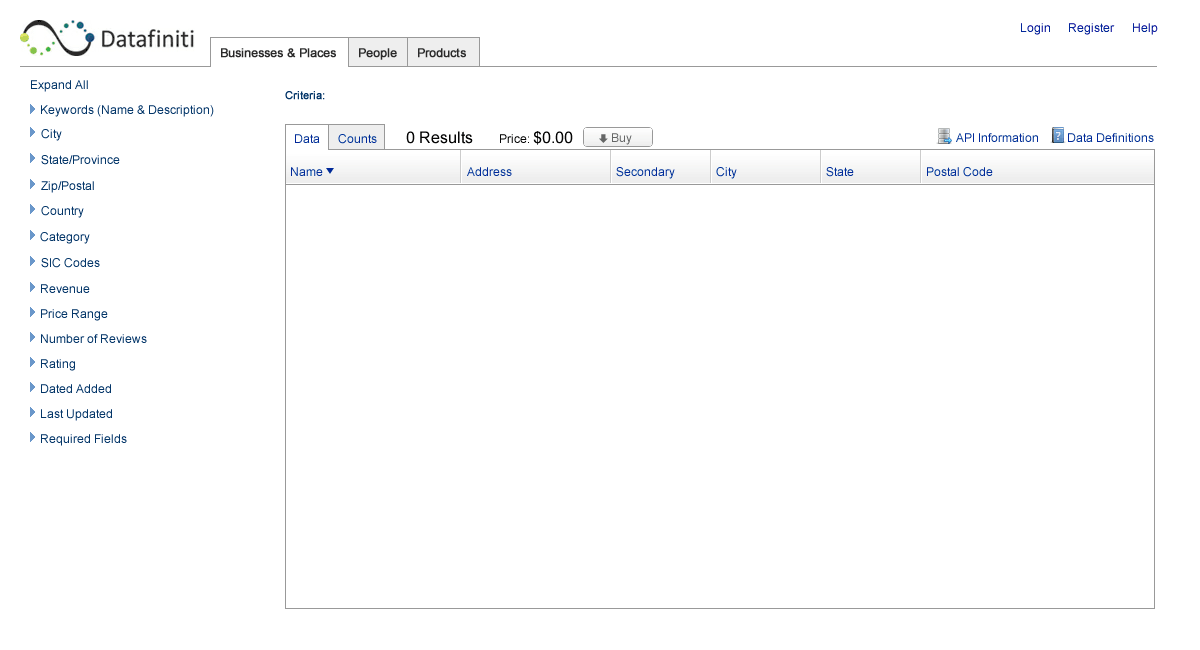 Datafiniti
Login Register Help
Businesses & Places People Products
Expand All
Keywords (Name & Description)
City
State/Province
Zip/Postal
Country
Category
SIC Codes
Revenue
Price Range
Number of Reviews
Rating
Dated Added
Last Updated
Required Fields
Criteria:
Data Counts 0 Results Price: $0.00 Buy API Information ? Data Definitions
Name Address Secondary City State Postal Code